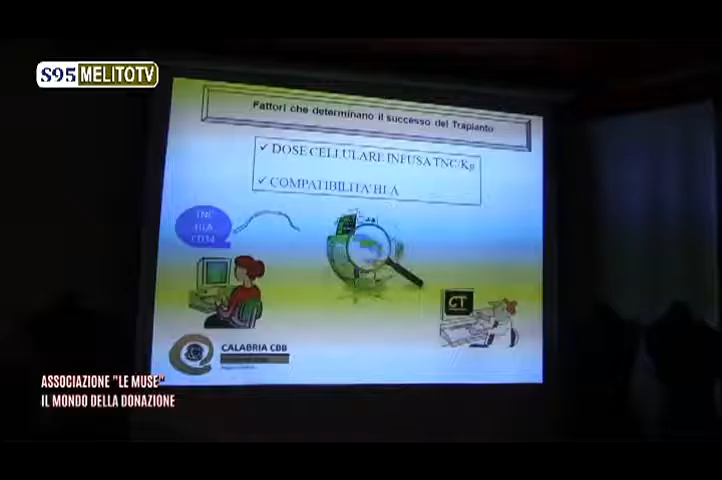 S95 MELITOTV
Fattori che determinano il successo del Trapianto
✓ DOSE CELLULARE INFUSA TNC/Kg
✓ COMPATIBILITA' HLA
TNC
HLA
CD34
CT
CALABRIA CBB
ASSOCIAZIONE "LE MUSE"
IL MONDO DELLA DONAZIONE